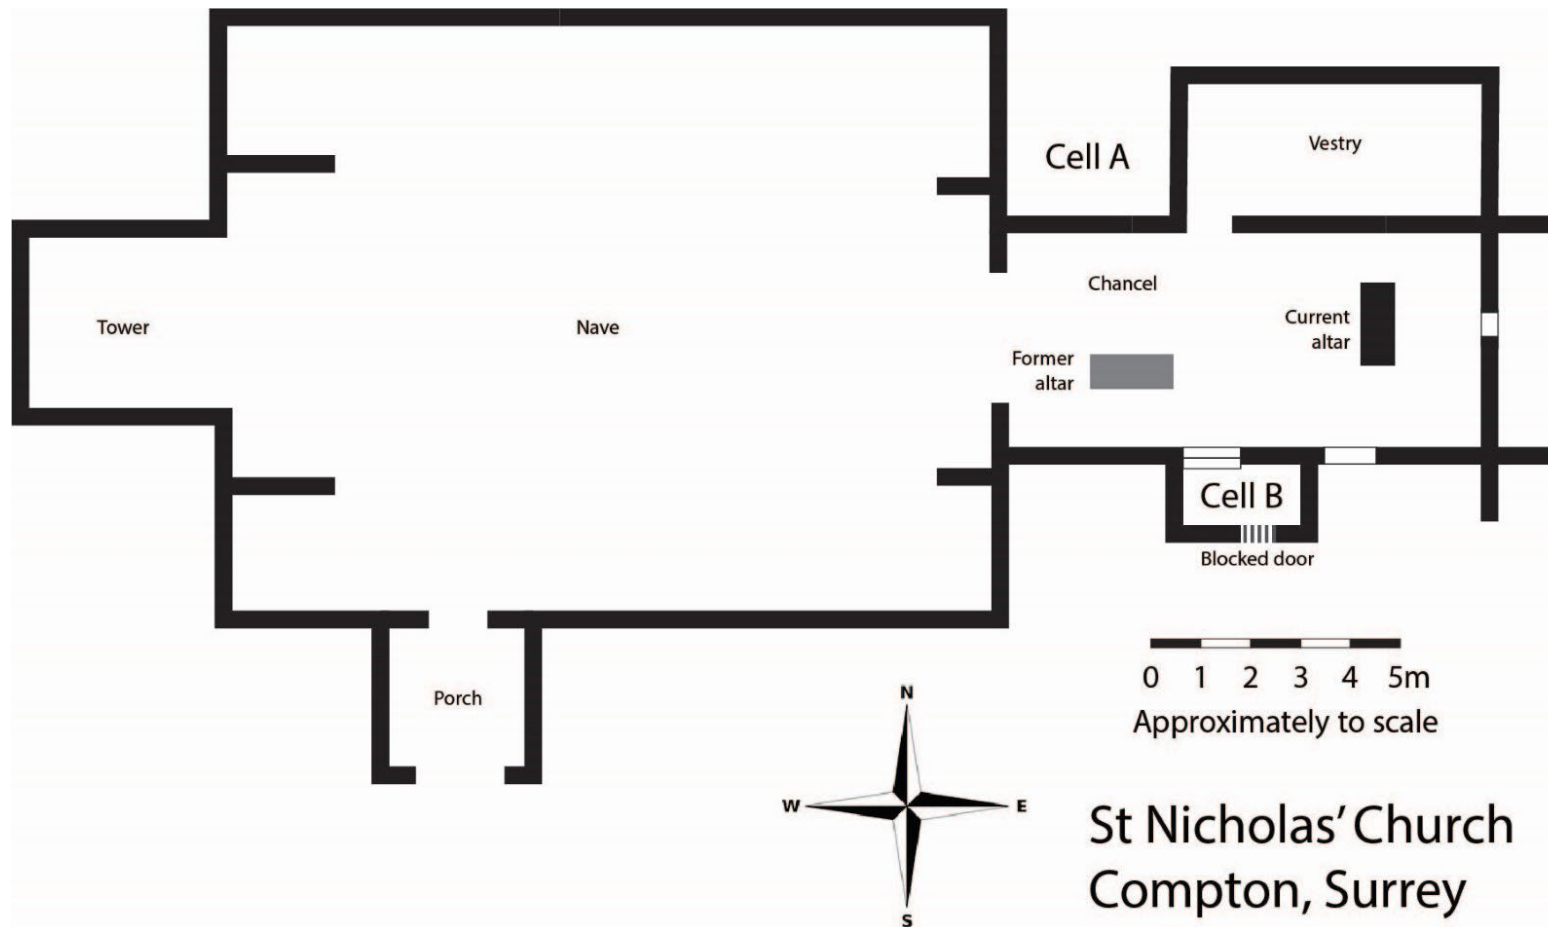 Cell A
Vestry
Chancel
Tower
Nave
Current
altar
Former
altar
Cell B
Blocked door
Porch
0 1 2 3 4 5m
Approximately to scale
N
W
E
S
St Nicholas’ Church
Compton, Surrey